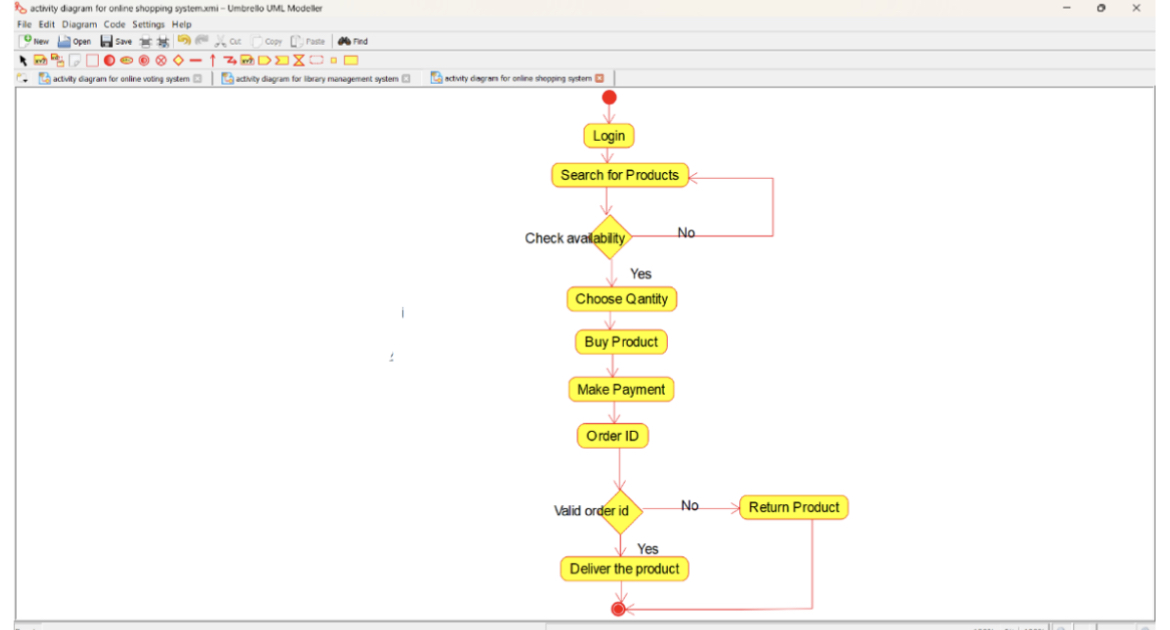 activity diagram for online shopping system.xmi – Umbrello UML Modeller
File Edit Diagram Code Settings Help
New Open Save Cut Copy Paste Find
activity diagram for online voting system activity diagram for library management system activity diagram for online shopping system
Login
Search for Products
Check availability
No
Yes
Choose Qantity
Buy Product
Make Payment
Order ID
Valid order id
No
Return Product
Yes
Deliver the product